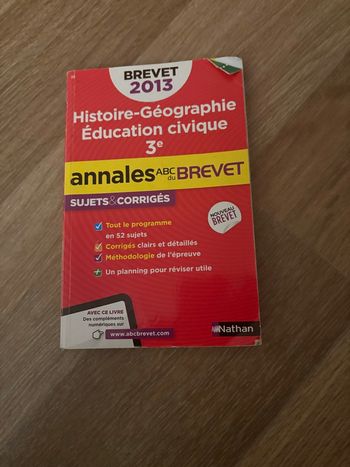 BREVET
2013
Histoire-Géographie
Éducation civique
3e
annales ABC du BREVET
SUJETS & CORRIGÉS
Tout le programme
en 52 sujets
Corrigés clairs et détaillés
Méthodologie de l'épreuve
Un planning pour réviser utile
NOUVEAU
BREVET
AVEC CE LIVRE
Des compléments
numériques sur
www.abcbrevet.com
Nathan